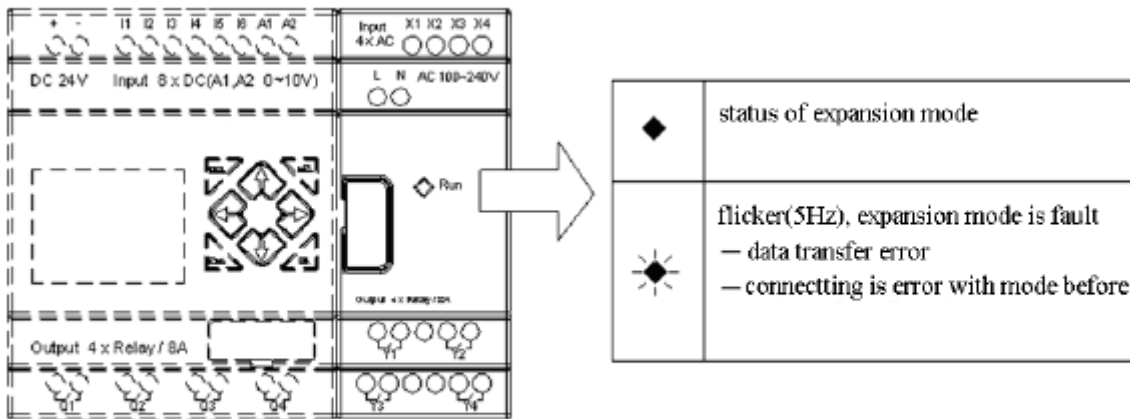 + - I1 I2 I3 I4 I5 I6 A1 A2
Input X1 X2 X3 X4
4×AC
DC 24V Input 8 x DC(A1,A2 0~10V)
L N AC 100~240V
Run
Output 4 x Relay / 8A
Output 4 x Relay / 8A
Y1 Y2
Q1 Q2 Q3 Q4
Y3 Y4
status of expansion mode
flicker(5Hz), expansion mode is fault
— data transfer error
— connectting is error with mode before